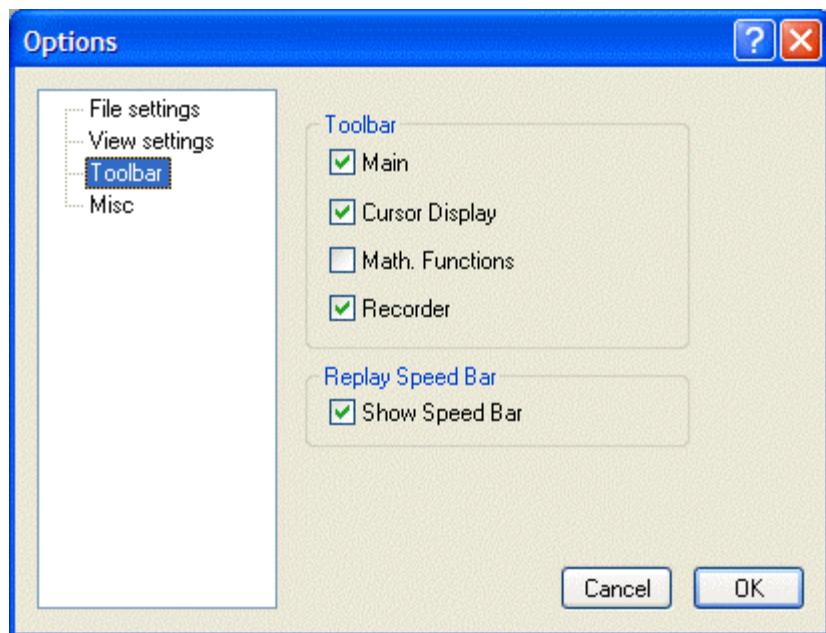 Options
File settings
View settings
Toolbar
Misc
Toolbar
Main
Cursor Display
Math. Functions
Recorder
Replay Speed Bar
Show Speed Bar
Cancel
OK